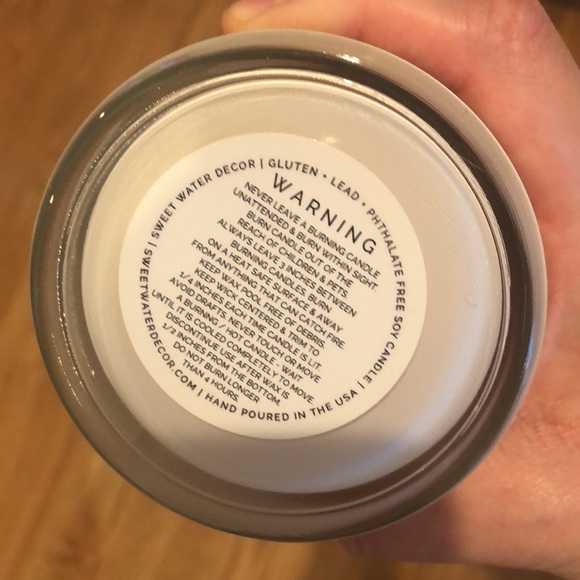 SWEET WATER DECOR | GLUTEN • LEAD • PHTHALATE FREE SOY CANDLE |
WARNING
NEVER LEAVE A BURNING CANDLE
UNATTENDED & BURN WITHIN SIGHT.
BURN CANDLE OUT OF THE
REACH OF CHILDREN & PETS.
ALWAYS LEAVE 3 INCHES BETWEEN
BURNING CANDLES. BURN
ON A HEAT SAFE SURFACE & AWAY
FROM ANYTHING THAT CAN CATCH FIRE.
KEEP WAX POOL FREE OF DEBRIS.
KEEP WICK CENTERED & TRIM TO
1/4 INCHES EACH TIME CANDLE IS LIT.
AVOID DRAFTS. NEVER TOUCH OR MOVE
A BURNING / HOT CANDLE - WAIT
UNTIL IT IS COOLED COMPLETELY TO MOVE.
DISCONTINUE USE AFTER WAX IS
1/2 INCHES FROM THE BOTTOM.
DO NOT BURN LONGER
THAN 4 HOURS.
SWEETWATERDECOR.COM | HAND POURED IN THE USA |